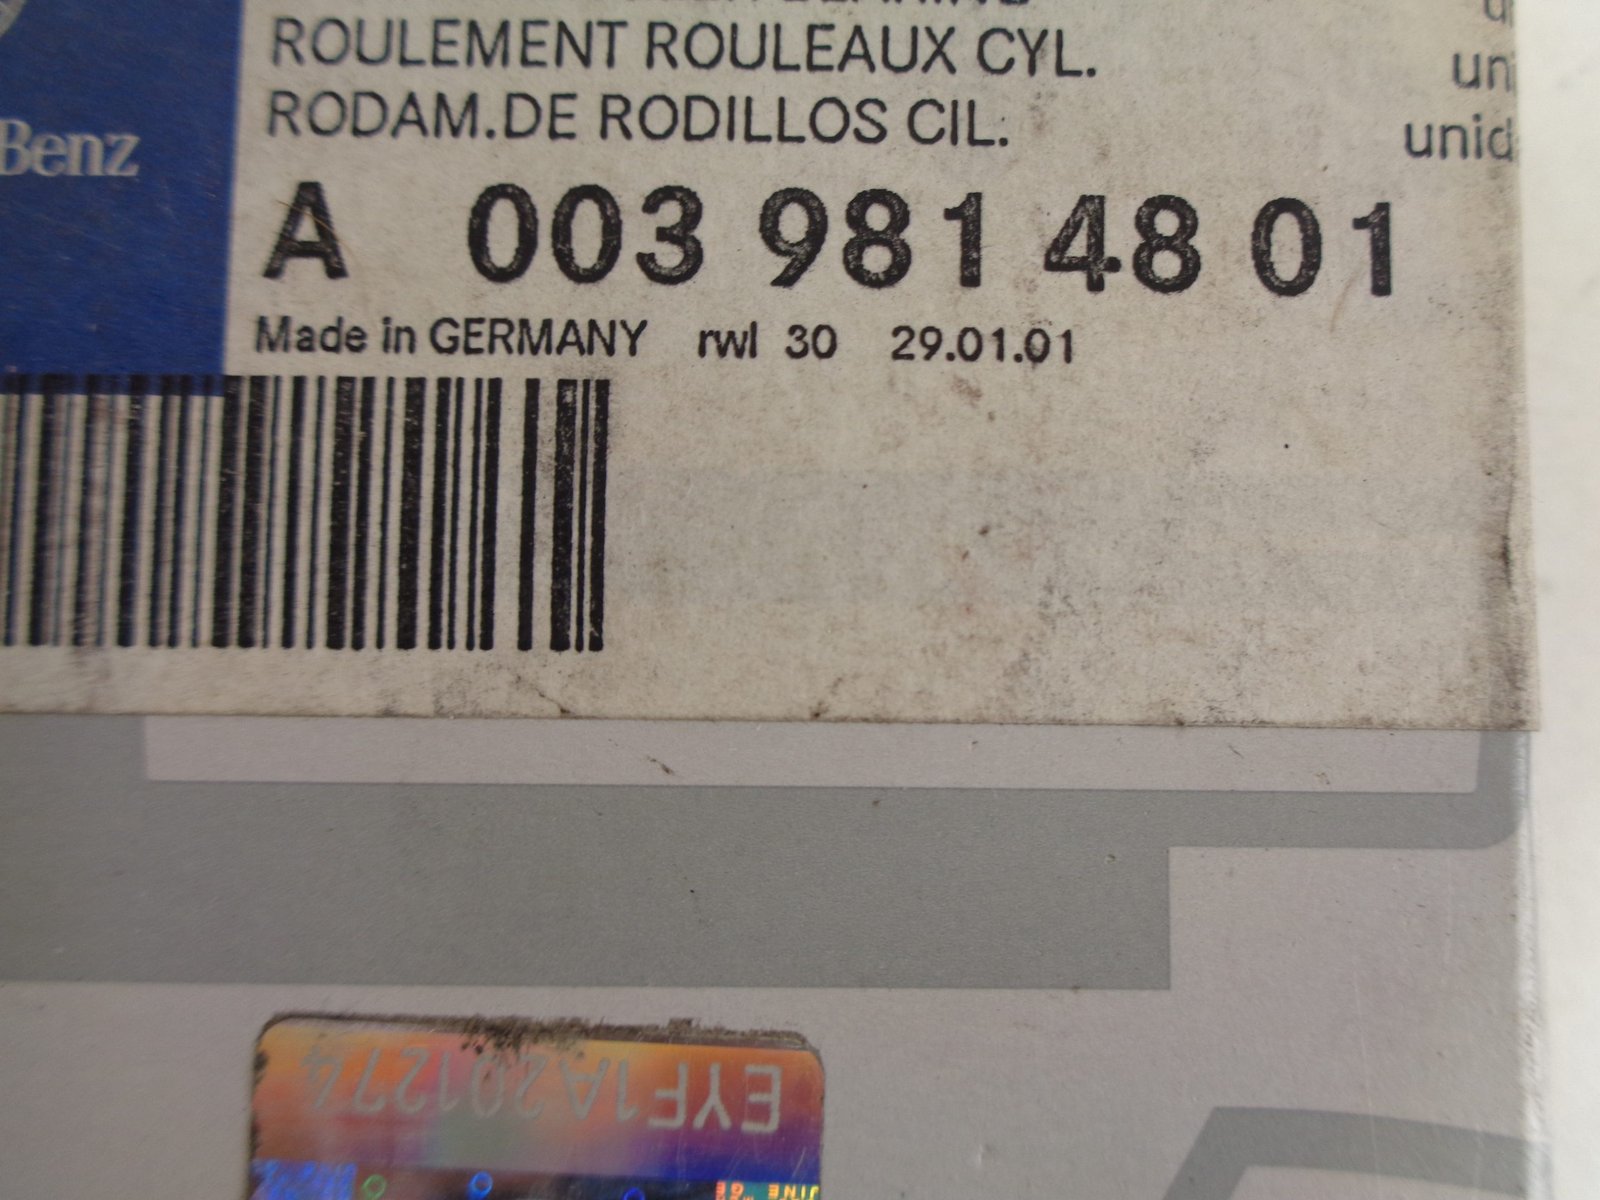 ROULEMENT ROULEAUX CYL.
RODAM.DE RODILLOS CIL. unid
Benz
A 003 981 48 01
Made in GERMANY rwl 30 29.01.01
EYF1A201274